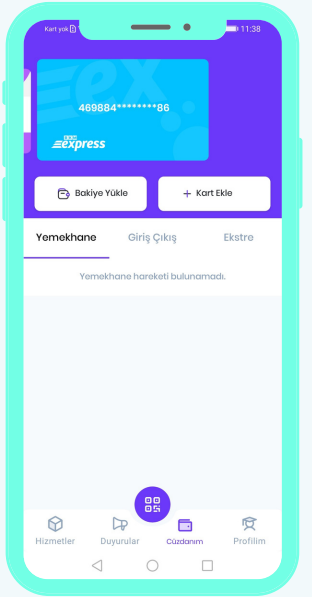 Kart yok
11:38
ex
469884********86
express
Bakiye Yükle
Kart Ekle
Yemekhane
Giriş Çıkış
Ekstre
Yemekhane hareketi bulunamadı.
Hizmetler
Duyurular
Cüzdanım
Profilim